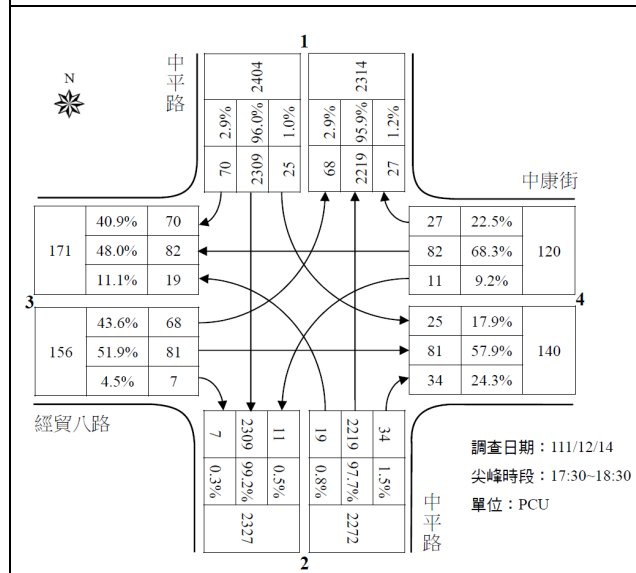 1
N
中平路
2404
2.9% 96.0% 1.0%
70 2309 25
2314
2.9% 95.9% 1.2%
68 2219 27
中康街
171
40.9% 70
48.0% 82
11.1% 19
27 22.5%
82 68.3%
11 9.2%
120
3
4
156
43.6% 68
51.9% 81
4.5% 7
25 17.9%
81 57.9%
34 24.3%
140
經貿八路
7 2309 11
0.3% 99.2% 0.5%
2327
19 2219 34
0.8% 97.7% 1.5%
2272
中平路
調查日期：111/12/14
尖峰時段：17:30~18:30
單位：PCU
2